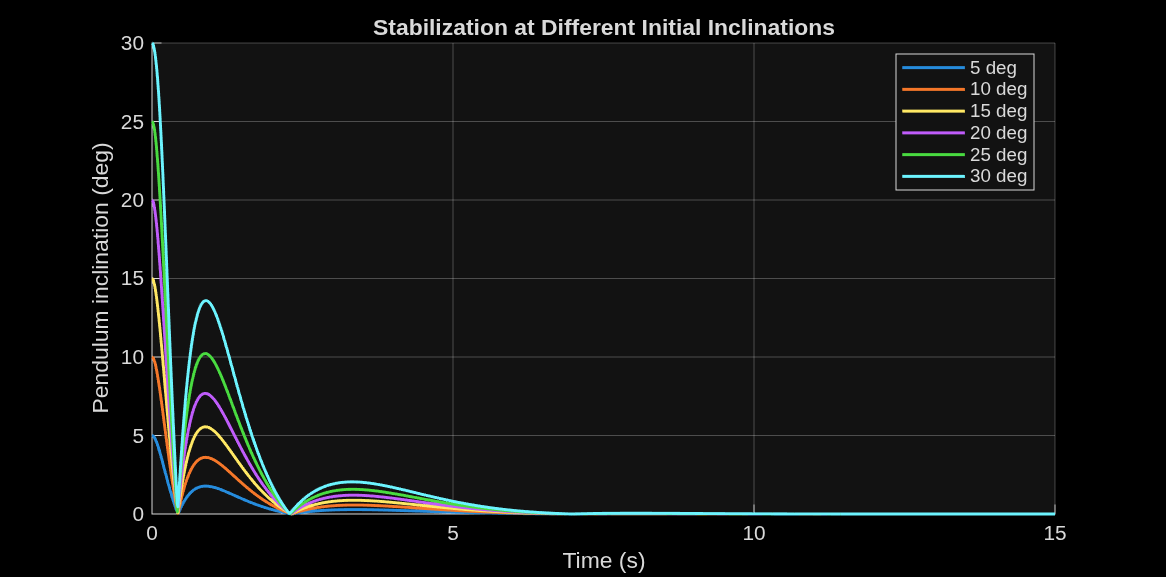 Stabilization at Different Initial Inclinations
30
25
20
15
10
5
0
Pendulum inclination (deg)
5 deg
10 deg
15 deg
20 deg
25 deg
30 deg
0
5
10
15
Time (s)